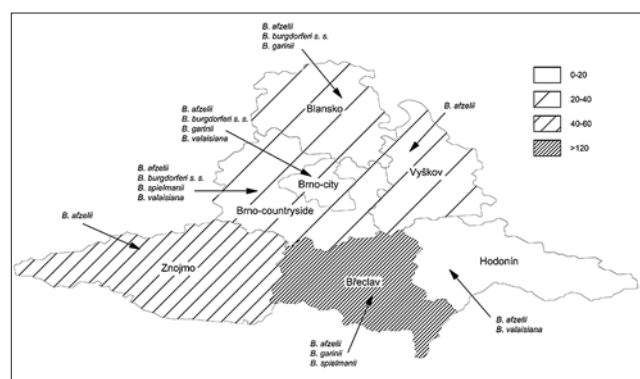 B. afzelii
B. burgdorferi s. s.
B. garinii
Blansko
B. afzelii
B. burgdorferi s. s.
B. garinii
B. valaisiana
B. afzelii
Vyškov
0-20
20-40
40-60
>120
B. afzelii
B. burgdorferi s. s.
B. spielmanii
B. valaisiana
Brno-city
Brno-countryside
B. afzelii
Znojmo
Břeclav
Hodonín
B. afzelii
B. garinii
B. spielmanii
B. afzelii
B. valaisiana